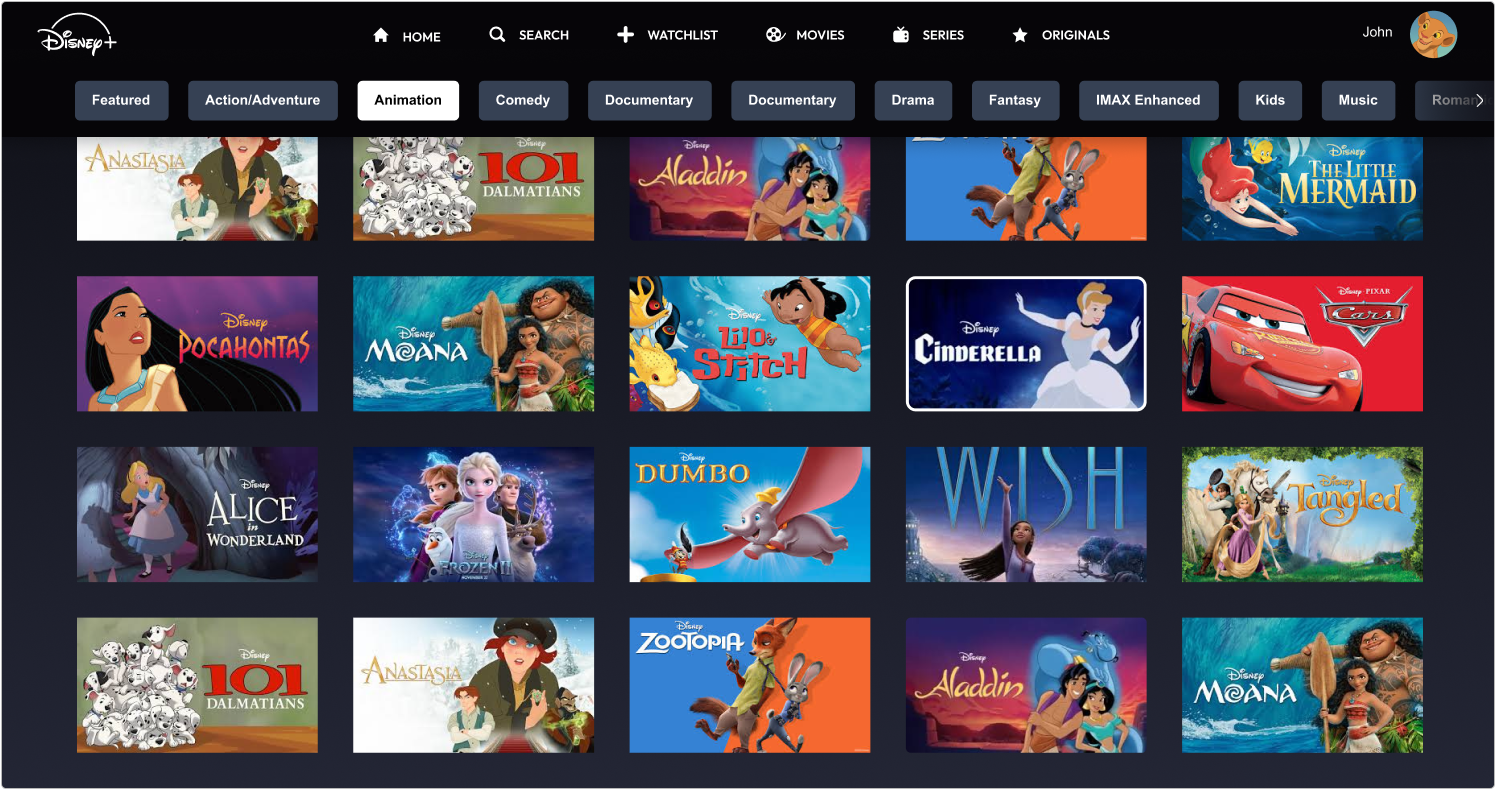 Disney+
HOME
SEARCH
WATCHLIST
MOVIES
SERIES
ORIGINALS
John
Featured
Action/Adventure
Animation
Comedy
Documentary
Documentary
Drama
Fantasy
IMAX Enhanced
Kids
Music
ANASTASIA
Disney
101
DALMATIANS
Disney
Aladdin
Disney
THE LITTLE
MERMAID
Disney
POCAHONTAS
Disney
MOANA
Disney
LILO &
STITCH
Disney
CINDERELLA
Disney · PIXAR
Cars
Disney
ALICE
in
WONDERLAND
Disney
FROZEN II
NOVEMBER 22
Disney
DUMBO
WISH
Disney
Tangled
Disney
101
DALMATIANS
ANASTASIA
Disney
ZOOTOPIA
Disney
Aladdin
Disney
MOANA